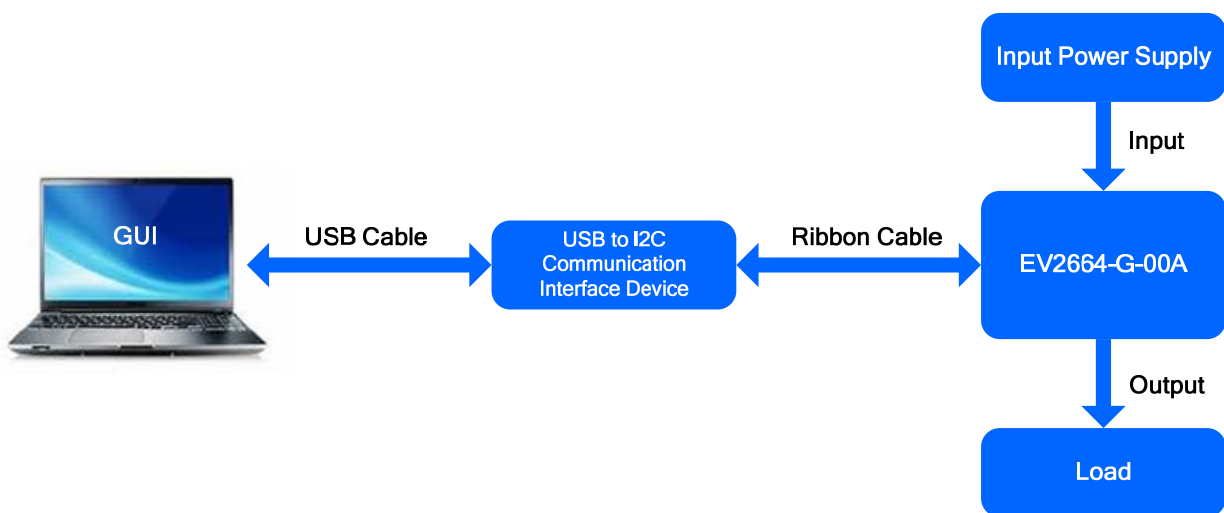 Input Power Supply
Input
GUI
USB Cable
USB to I2C
Communication
Interface Device
Ribbon Cable
EV2664-G-00A
Output
Load